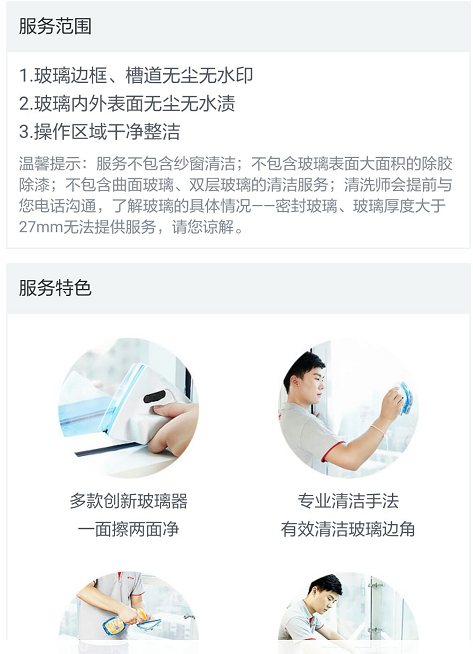 服务范围
1.玻璃边框、槽道无尘无水印
2.玻璃内外表面无尘无水渍
3.操作区域干净整洁
温馨提示：服务不包含纱窗清洁；不包含玻璃表面大面积的除胶
除漆；不包含曲面玻璃、双层玻璃的清洁服务；清洗师会提前与
您电话沟通，了解玻璃的具体情况——密封玻璃、玻璃厚度大于
27mm无法提供服务，请您谅解。
服务特色
多款创新玻璃器
专业清洁手法
一面擦两面净
有效清洁玻璃边角